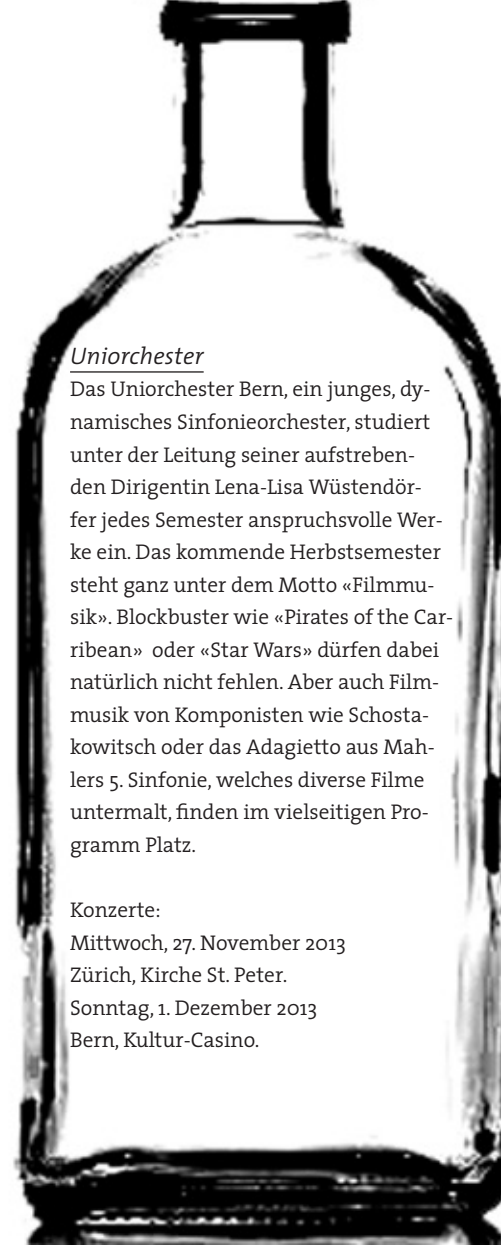 Uniorchester
Das Uniorchester Bern, ein junges, dy-
namisches Sinfonieorchester, studiert
unter der Leitung seiner aufstreben-
den Dirigentin Lena-Lisa Wüstendör-
fer jedes Semester anspruchsvolle Wer-
ke ein. Das kommende Herbstsemester
steht ganz unter dem Motto «Filmmu-
sik». Blockbuster wie «Pirates of the Car-
ribean»  oder «Star Wars» dürfen dabei
natürlich nicht fehlen. Aber auch Film-
musik von Komponisten wie Schosta-
kowitsch oder das Adagietto aus Mah-
lers 5. Sinfonie, welches diverse Filme
untermalt, finden im vielseitigen Pro-
gramm Platz.

Konzerte:
Mittwoch, 27. November 2013
Zürich, Kirche St. Peter.
Sonntag, 1. Dezember 2013
Bern, Kultur-Casino.